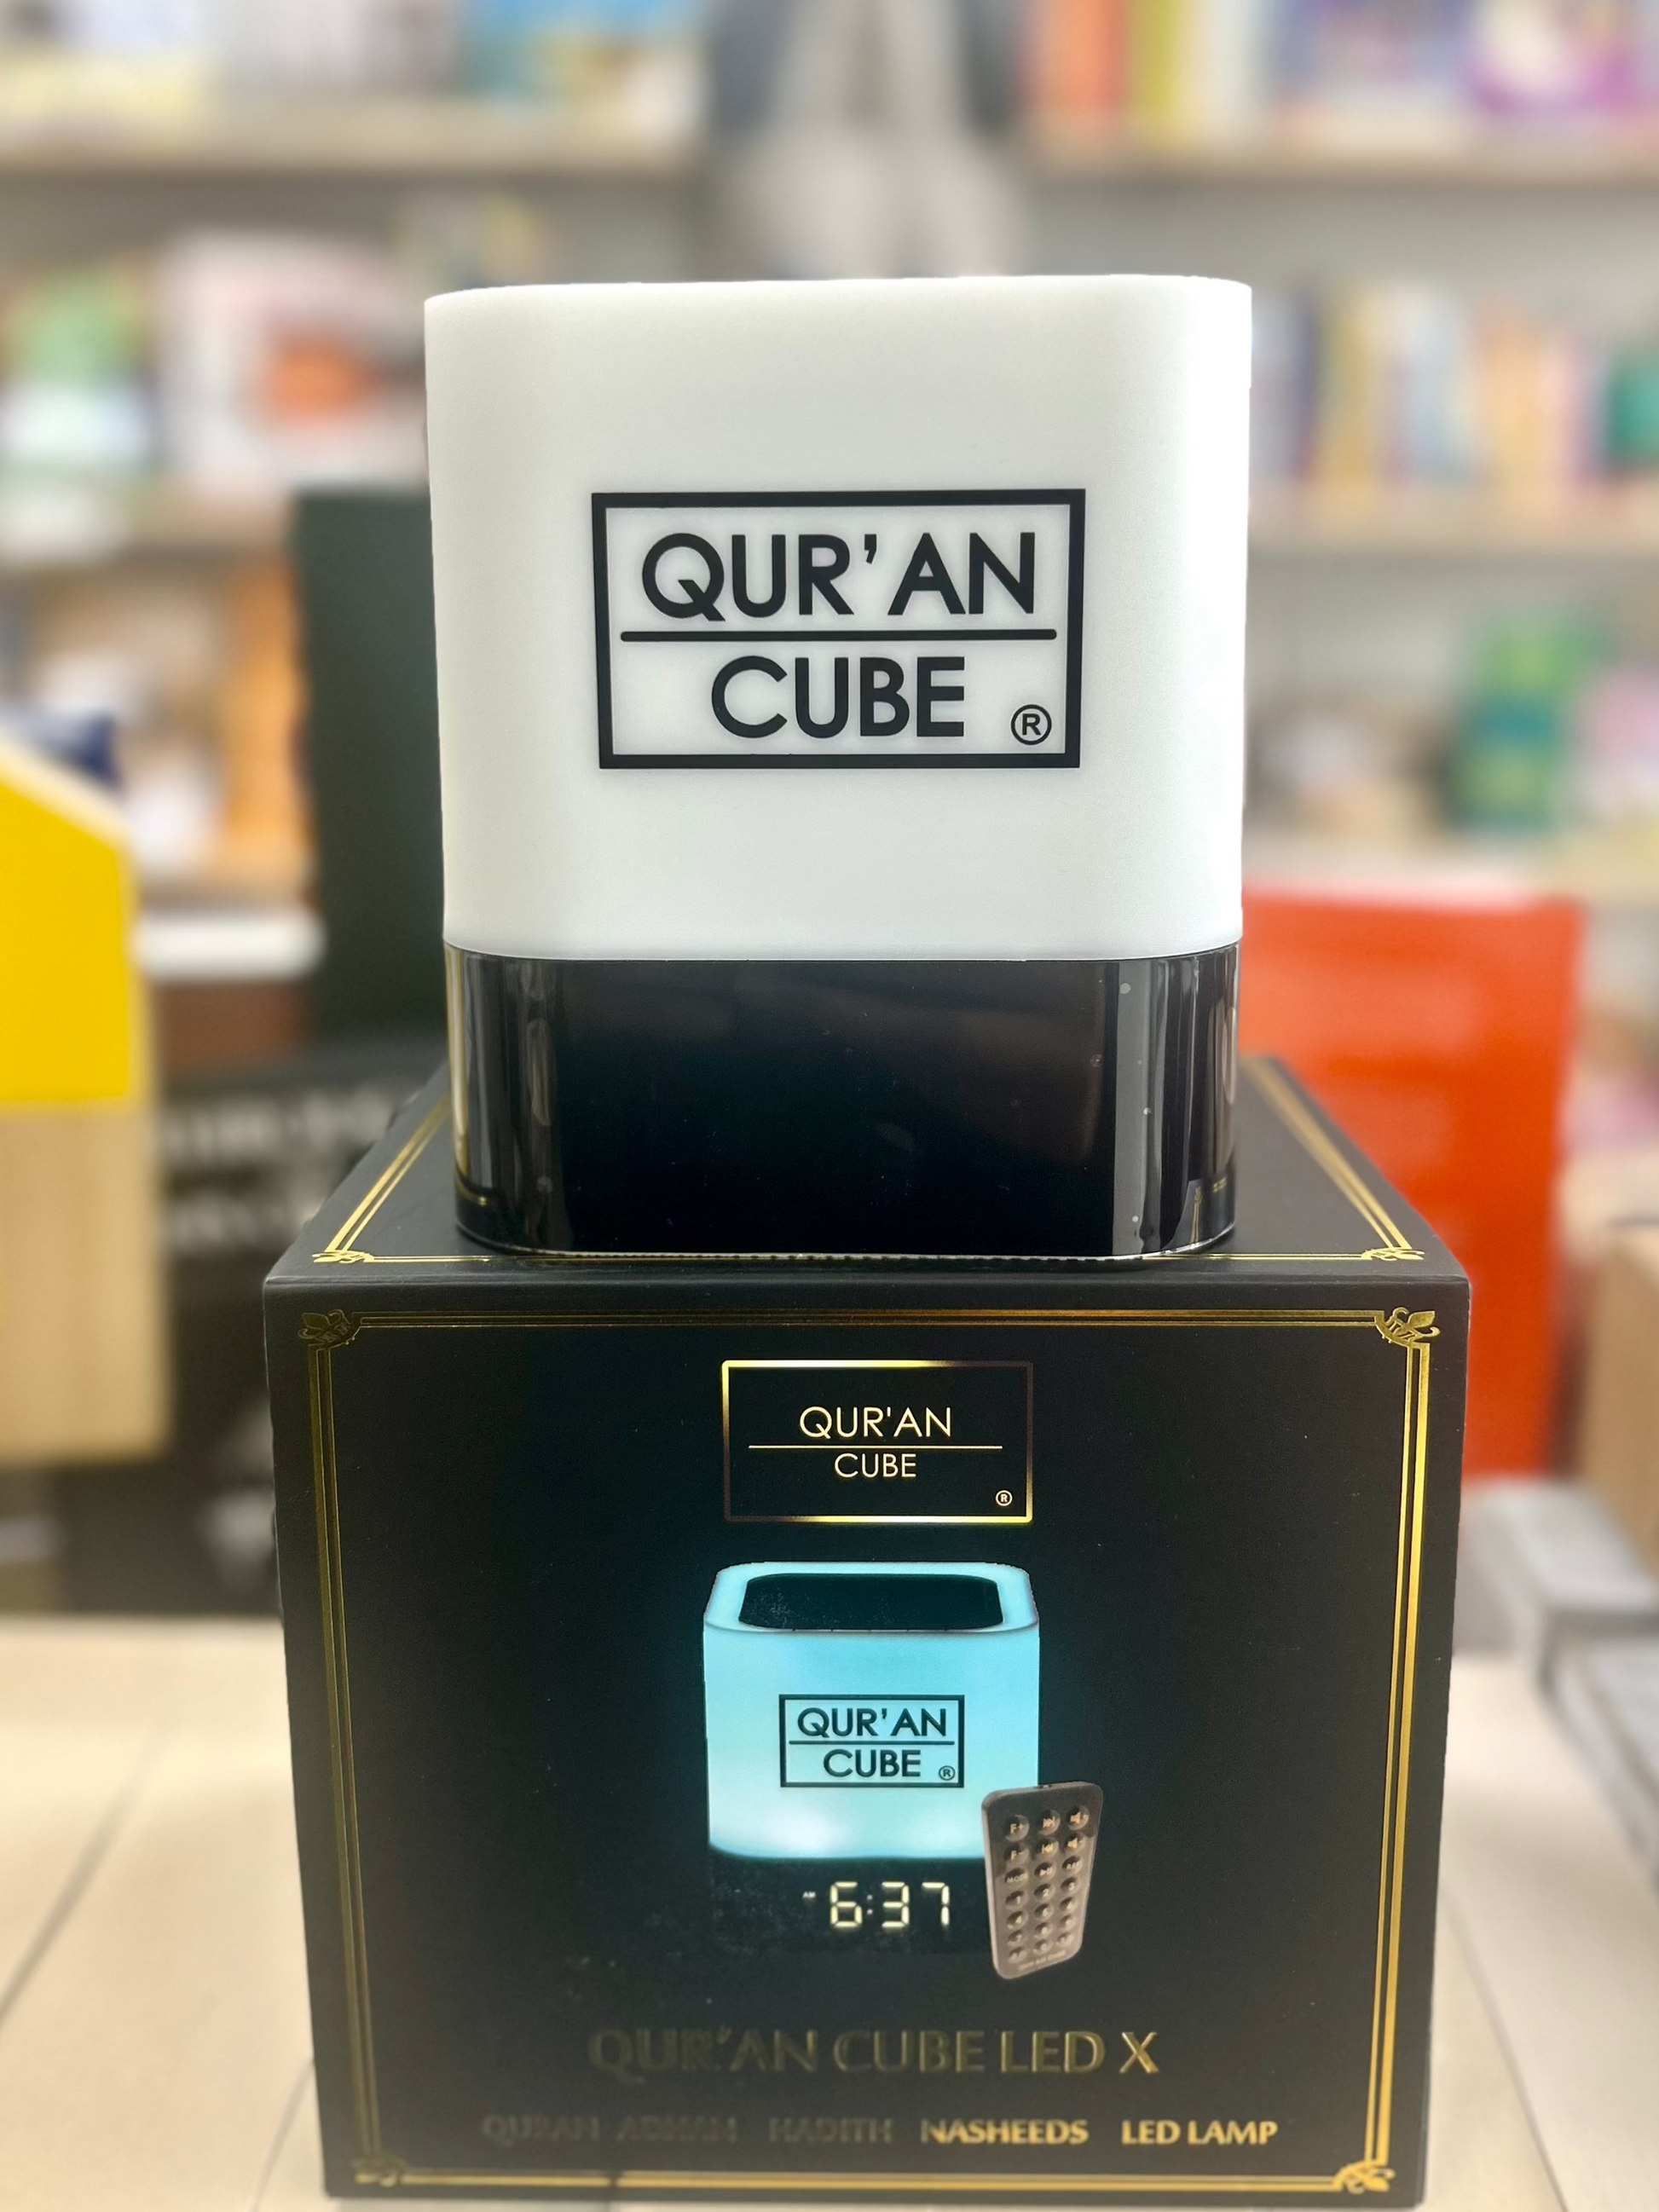 QUR'AN
CUBE
®
QUR'AN
CUBE
®
QUR'AN
CUBE
®
AM 6:37
QUR'AN CUBE LED X
QURAN ADHAN HADITH NASHEEDS LED LAMP